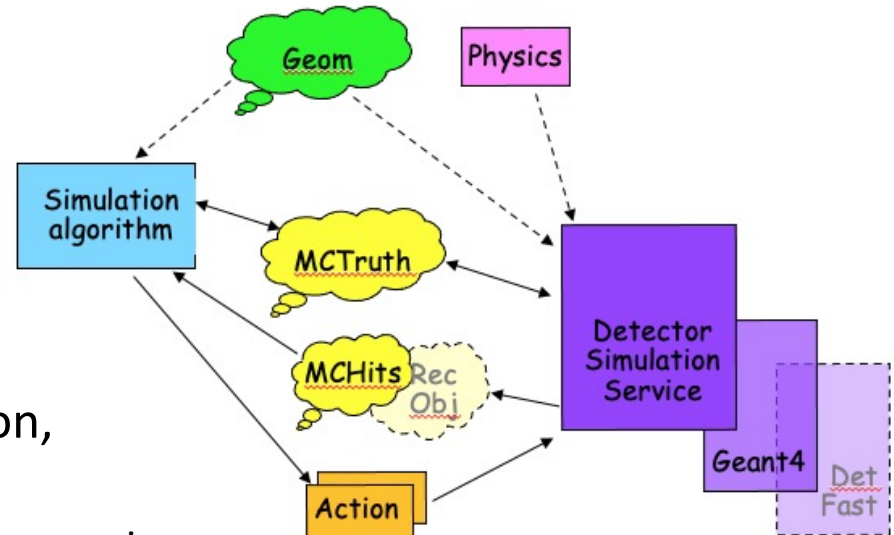 Geom
Physics
Simulation
algorithm
MCTruth
Detector
Simulation
Service
MCHits
Rec
Obj
on,
Geant4
Det
Fast
Action